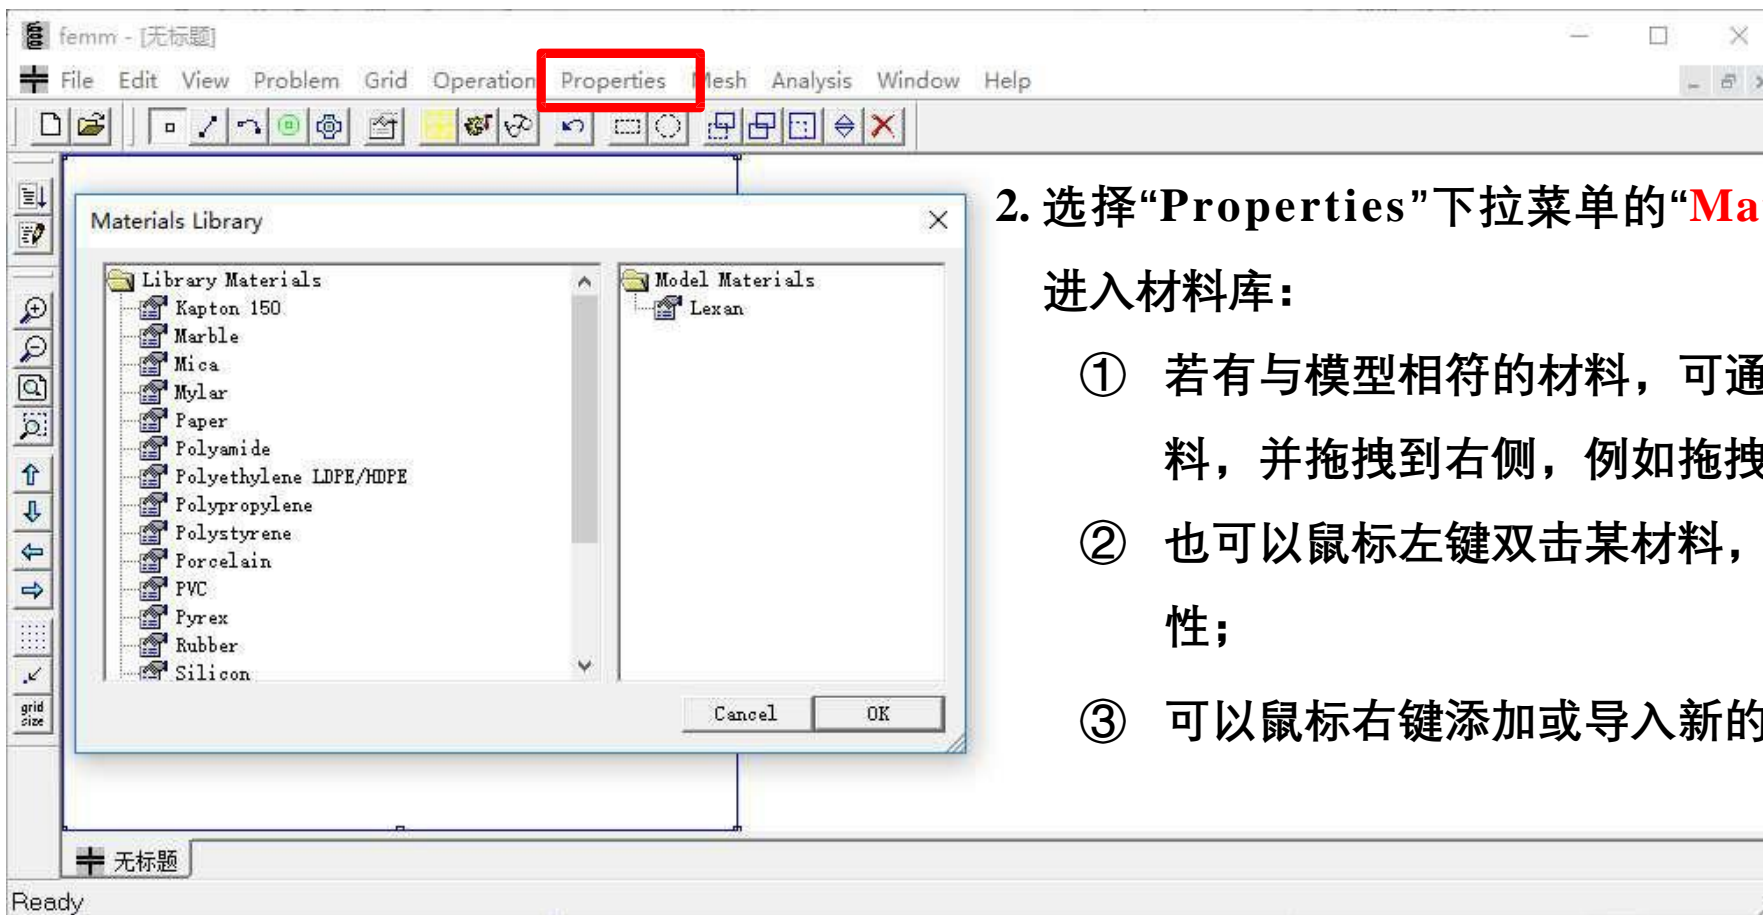 femm - [无标题]
File Edit View Problem Grid Operation Properties Mesh Analysis Window Help
Materials Library
Library Materials
Kapton 150
Marble
Mica
Mylar
Paper
Polyamide
Polyethylene LDPE/HDPE
Polypropylene
Polystyrene
Porcelain
PVC
Pyrex
Rubber
Silicon
Model Materials
Lexan
Cancel OK
grid
size
2. 选择“Properties”下拉菜单的“Ma
进入材料库：
① 若有与模型相符的材料，可通
料，并拖拽到右侧，例如拖拽
② 也可以鼠标左键双击某材料，
性；
③ 可以鼠标右键添加或导入新的
无标题
Ready